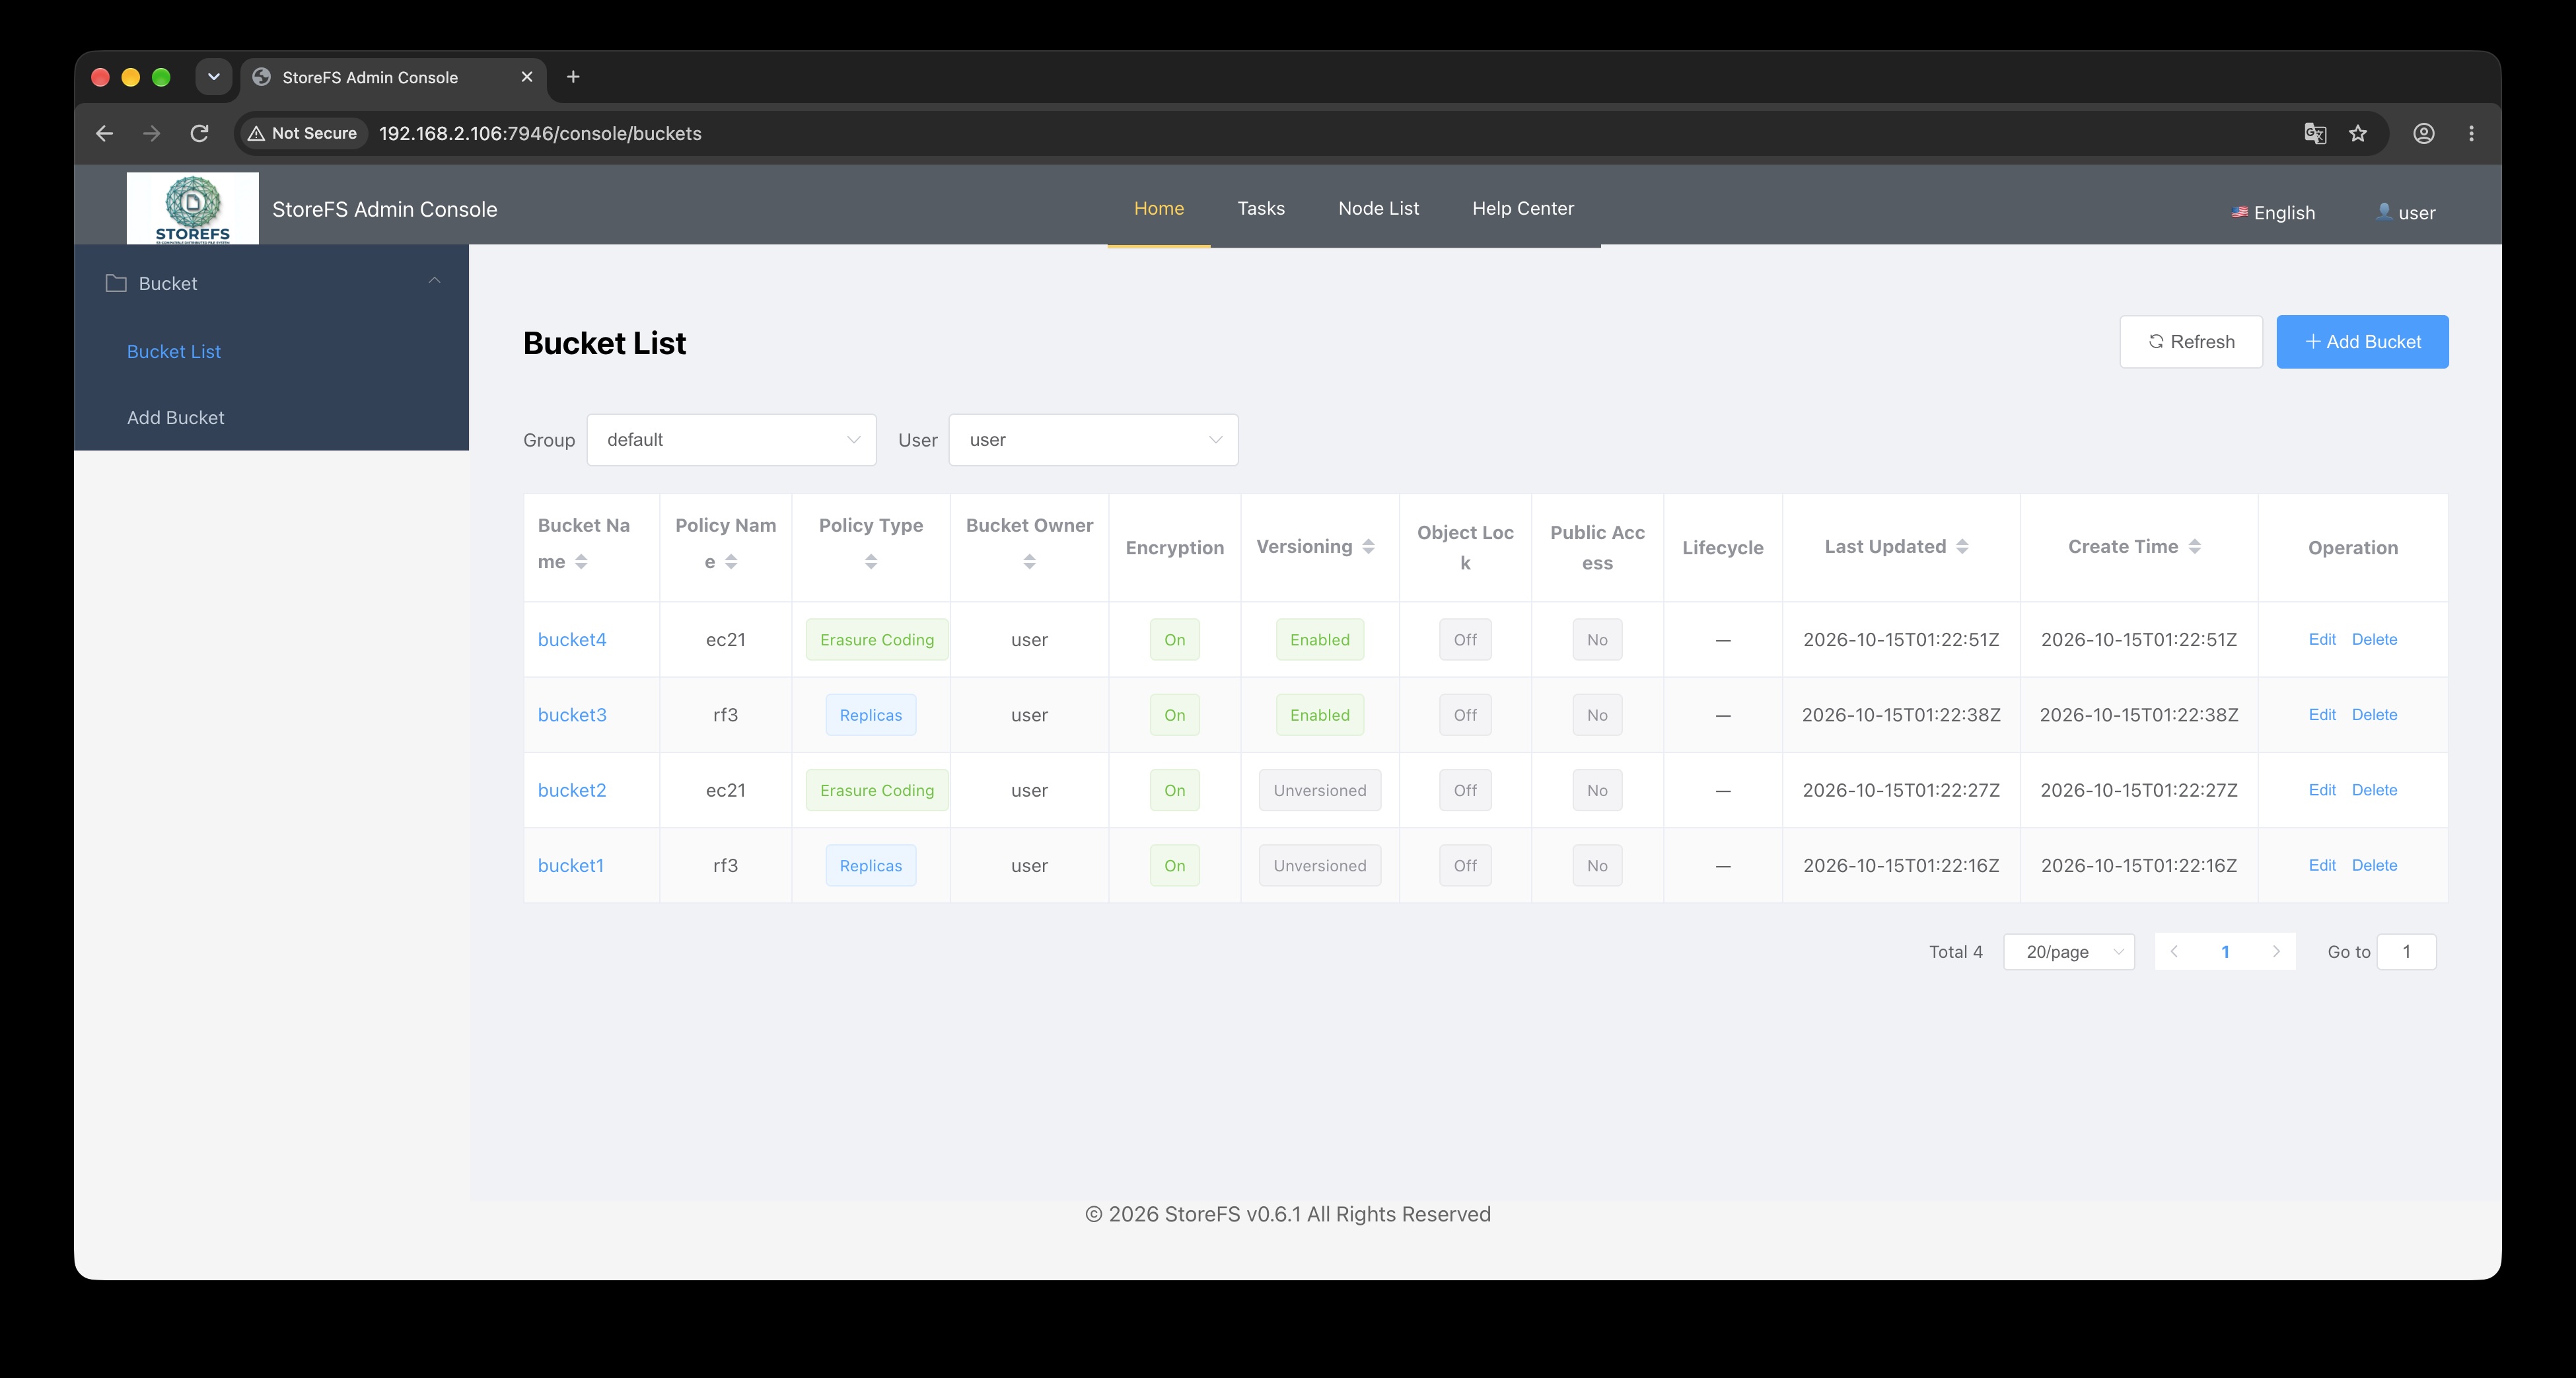 StoreFS Admin Console
Not Secure 192.168.2.106:7946/console/buckets
STOREFS
StoreFS Admin Console
Home
Tasks
Node List
Help Center
English
user
Bucket
Bucket List
Add Bucket
Bucket List
Refresh
Add Bucket
Group default User user
Bucket Na
me
Policy Nam
e
Policy Type
Bucket Owner
Encryption
Versioning
Object Loc
k
Public Acc
ess
Lifecycle
Last Updated
Create Time
Operation
bucket4 ec21 Erasure Coding user On Enabled Off No — 2026-10-15T01:22:51Z 2026-10-15T01:22:51Z Edit Delete
bucket3 rf3 Replicas user On Enabled Off No — 2026-10-15T01:22:38Z 2026-10-15T01:22:38Z Edit Delete
bucket2 ec21 Erasure Coding user On Unversioned Off No — 2026-10-15T01:22:27Z 2026-10-15T01:22:27Z Edit Delete
bucket1 rf3 Replicas user On Unversioned Off No — 2026-10-15T01:22:16Z 2026-10-15T01:22:16Z Edit Delete
Total 4 20/page 1 Go to 1
© 2026 StoreFS v0.6.1 All Rights Reserved